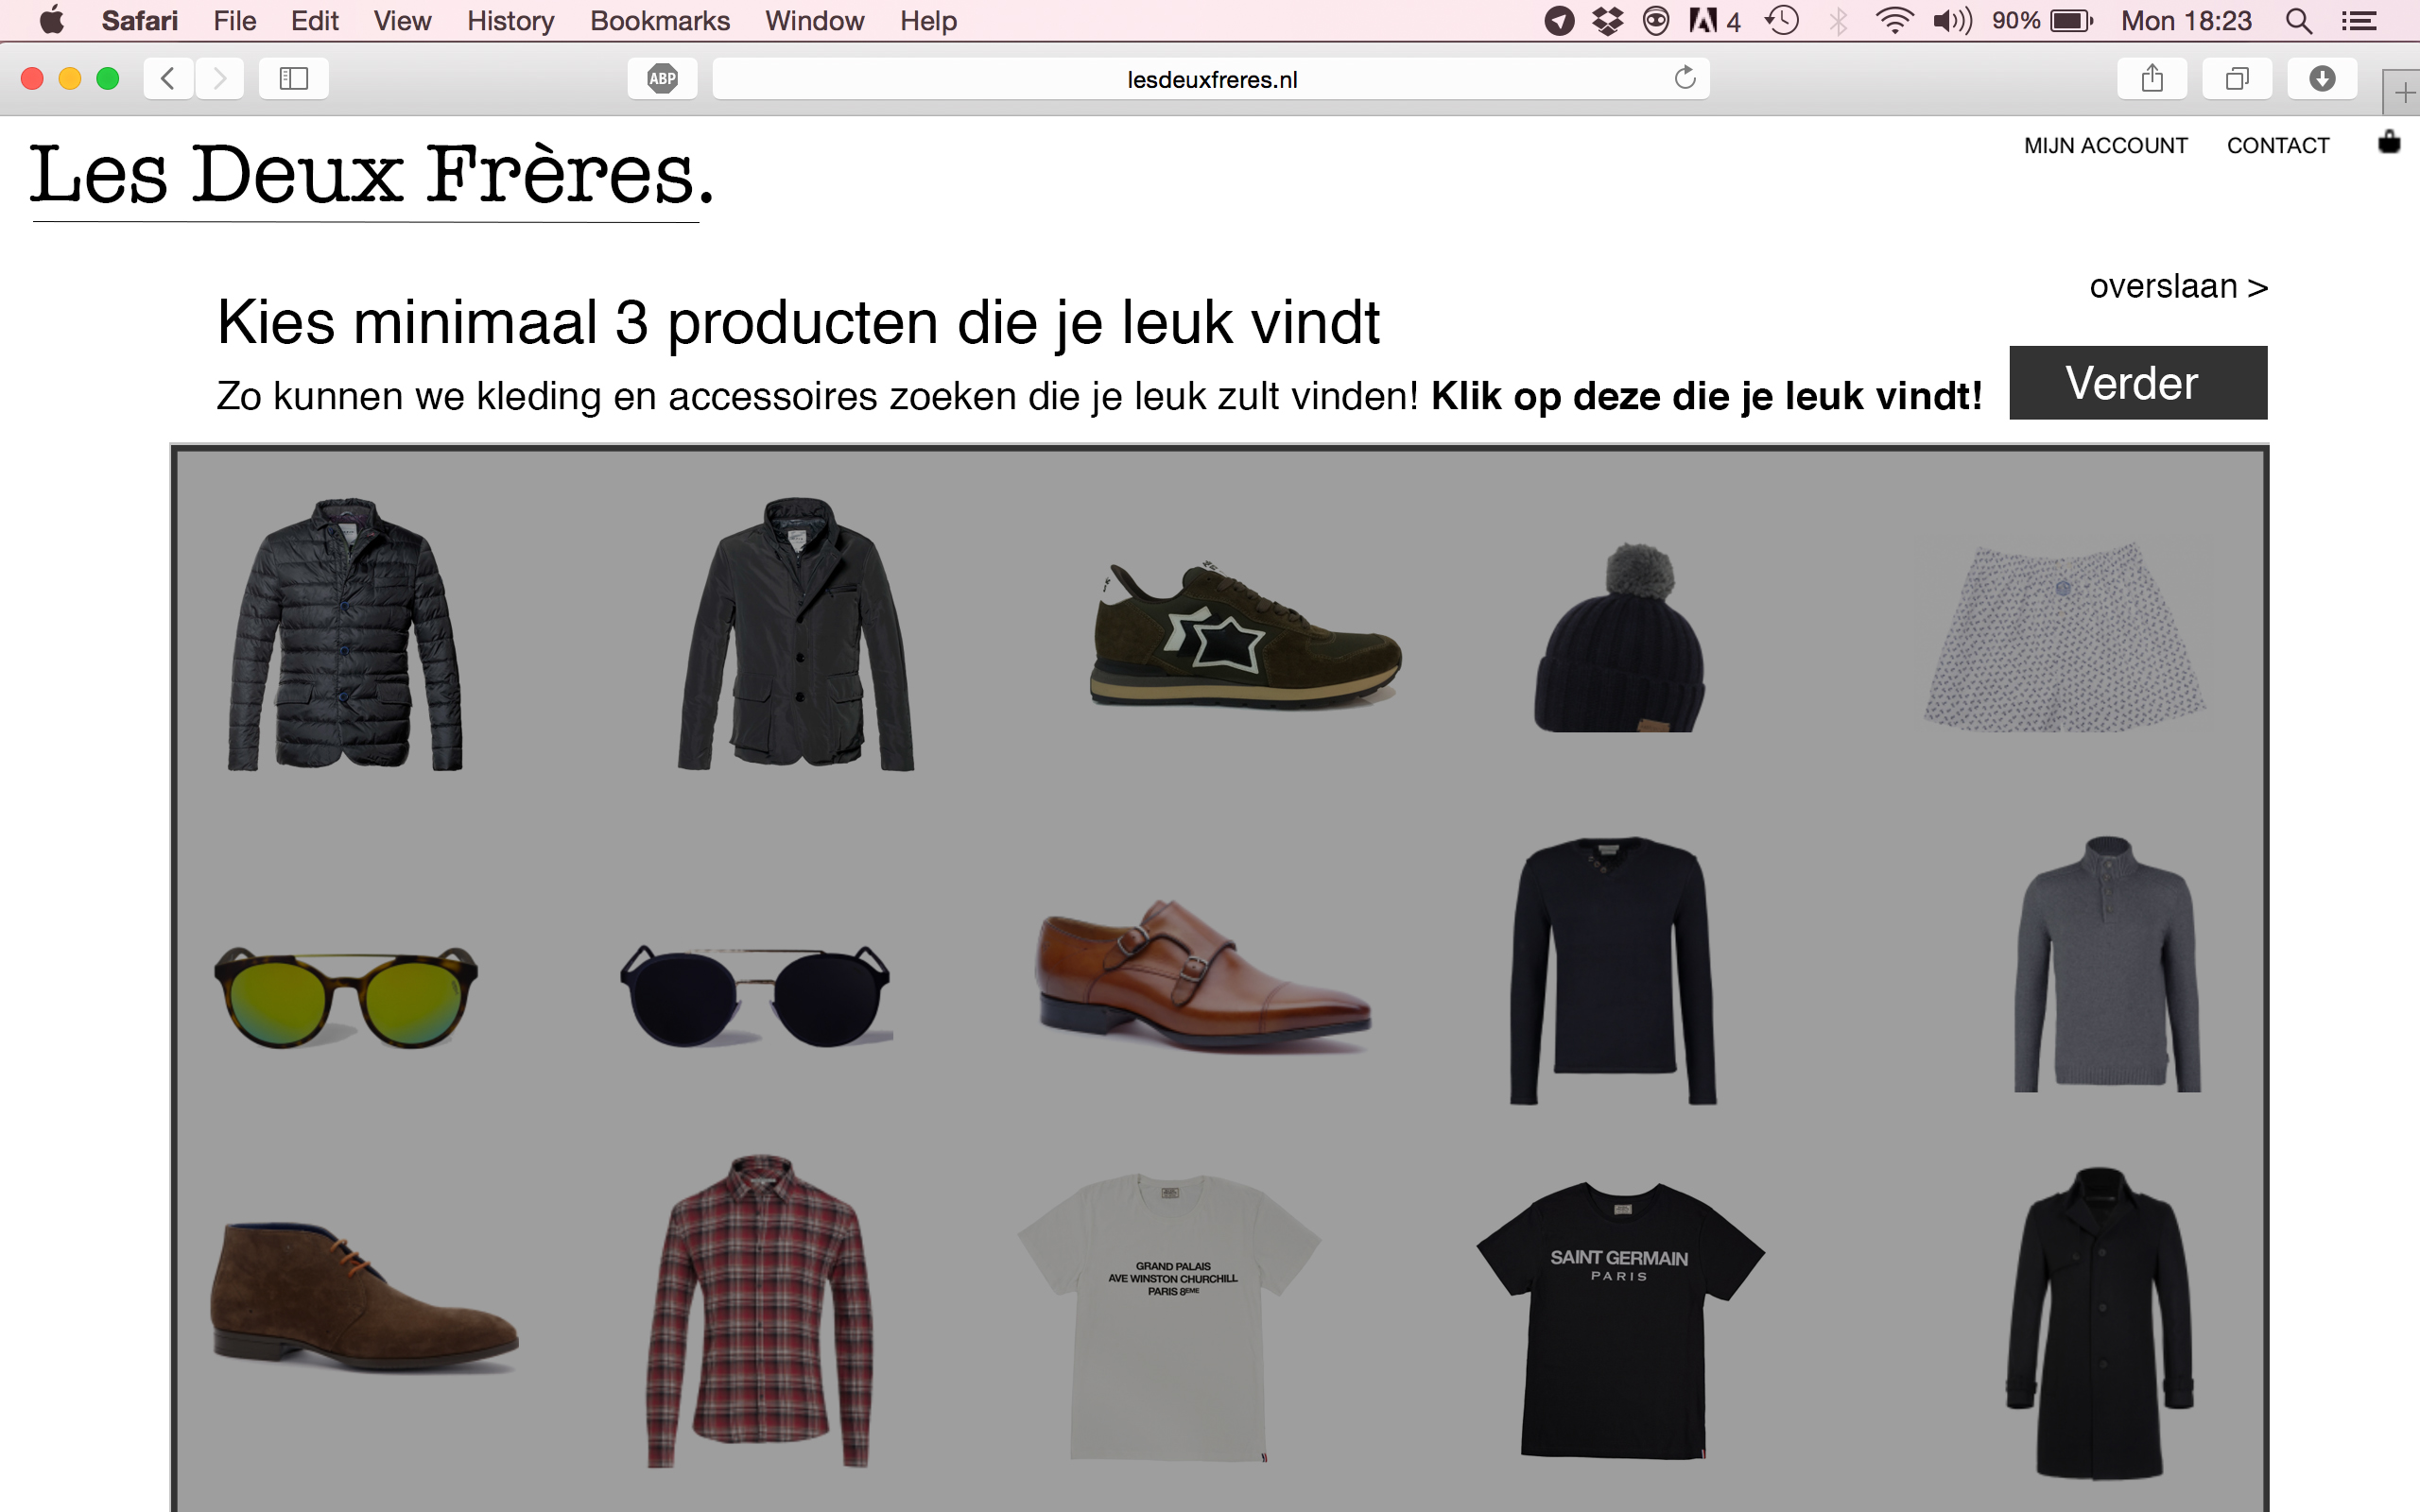 Safari File Edit View History Bookmarks Window Help 4 90% Mon 18:23
ABP lesdeuxfreres.nl
MIJN ACCOUNT CONTACT
Les Deux Frères.
overslaan >
Kies minimaal 3 producten die je leuk vindt
Verder
Zo kunnen we kleding en accessoires zoeken die je leuk zult vinden! Klik op deze die je leuk vindt!
GRAND PALAIS
AVE WINSTON CHURCHILL
PARIS 8EME
SAINT GERMAIN
PARIS